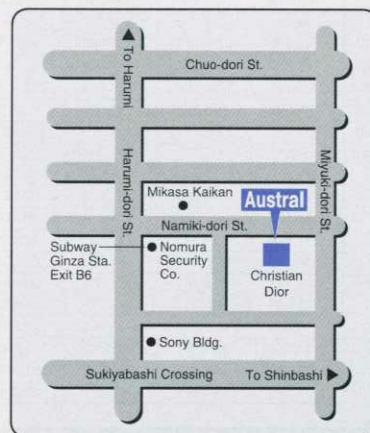 ▲ To Harumi
Chuo-dori St.
Harumi-dori St.
Miyuki-dori St.
Mikasa Kaikan
Austral
Namiki-dori St.
Subway
Ginza Sta.
Exit B6
Nomura
Security
Co.
Christian
Dior
Sony Bldg.
Sukiyabashi Crossing
To Shinbashi ▶